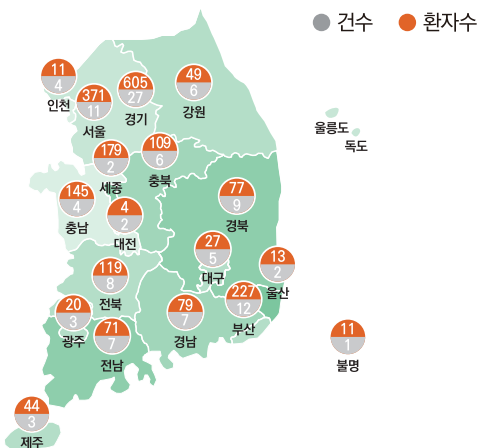 건수 환자수
11
4
인천
371
11
서울
605
27
경기
49
6
강원
울릉도
독도
179
2
세종
109
6
충북
145
4
충남
4
2
대전
77
9
경북
27
5
대구
13
2
울산
119
8
전북
20
3
광주
71
7
전남
79
7
경남
227
12
부산
11
1
불명
44
3
제주